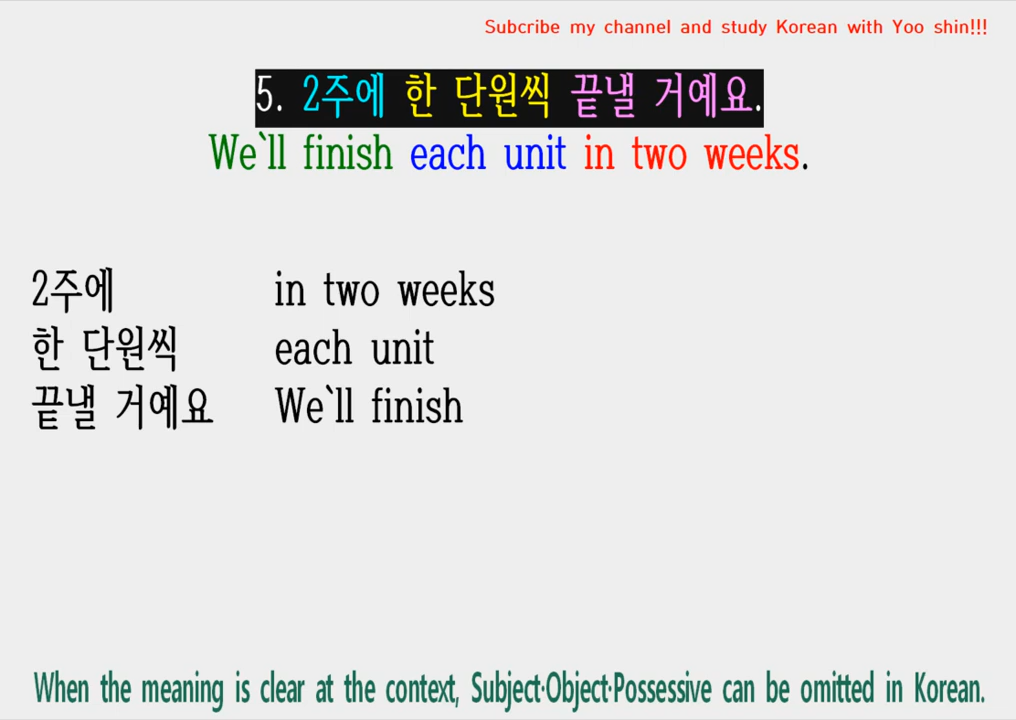 Subcribe my channel and study Korean with Yoo shin!!!
5. 2주에 한 단원씩 끝낼 거예요.
We`ll finish each unit in two weeks.
2주에 in two weeks
한 단원씩 each unit
끝낼 거예요 We`ll finish
When the meaning is clear at the context, Subject·Object·Possessive can be omitted in Korean.